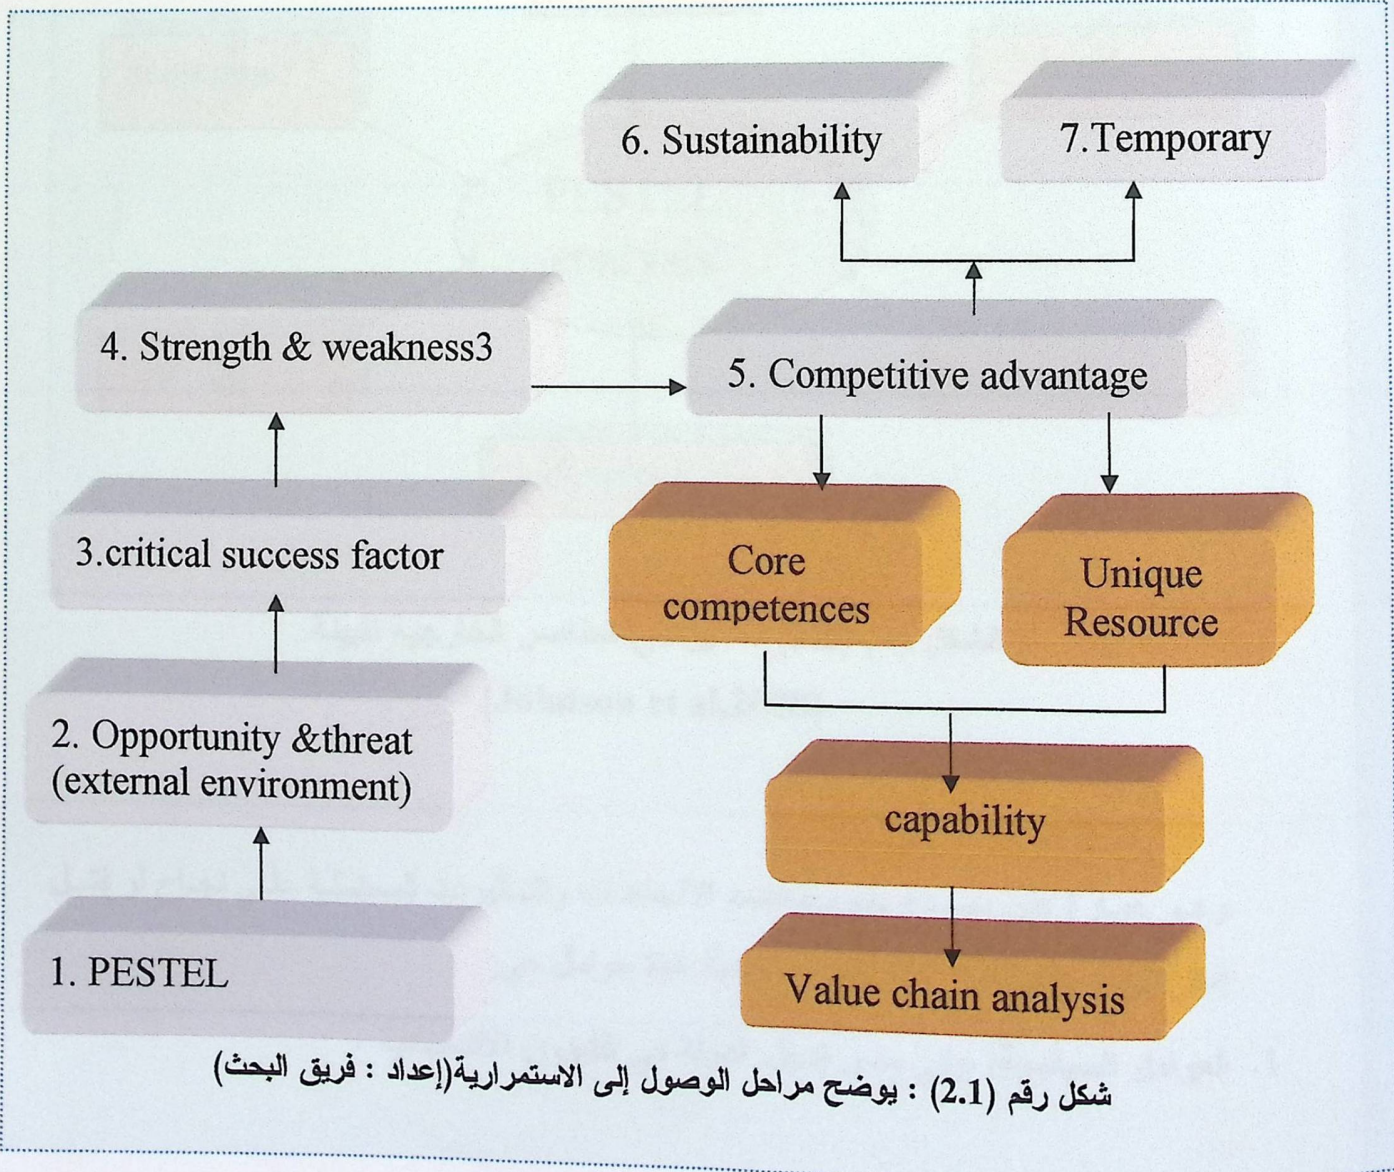 6. Sustainability
7.Temporary
4. Strength & weakness3
5. Competitive advantage
3.critical success factor
Core
competences
Unique
Resource
2. Opportunity &threat
(external environment)
capability
1. PESTEL
Value chain analysis
شكل رقم (2.1) : يوضح مراحل الوصول إلى الاستمرارية(إعداد : فريق البحث)